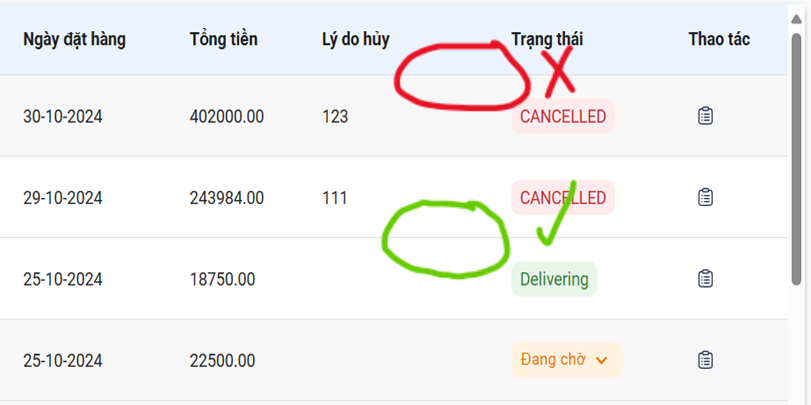 Ngày đặt hàng Tổng tiền Lý do hủy Trạng thái Thao tác
30-10-2024 402000.00 123 CANCELLED
29-10-2024 243984.00 111 CANCELLED
25-10-2024 18750.00 Delivering
25-10-2024 22500.00 Đang chờ